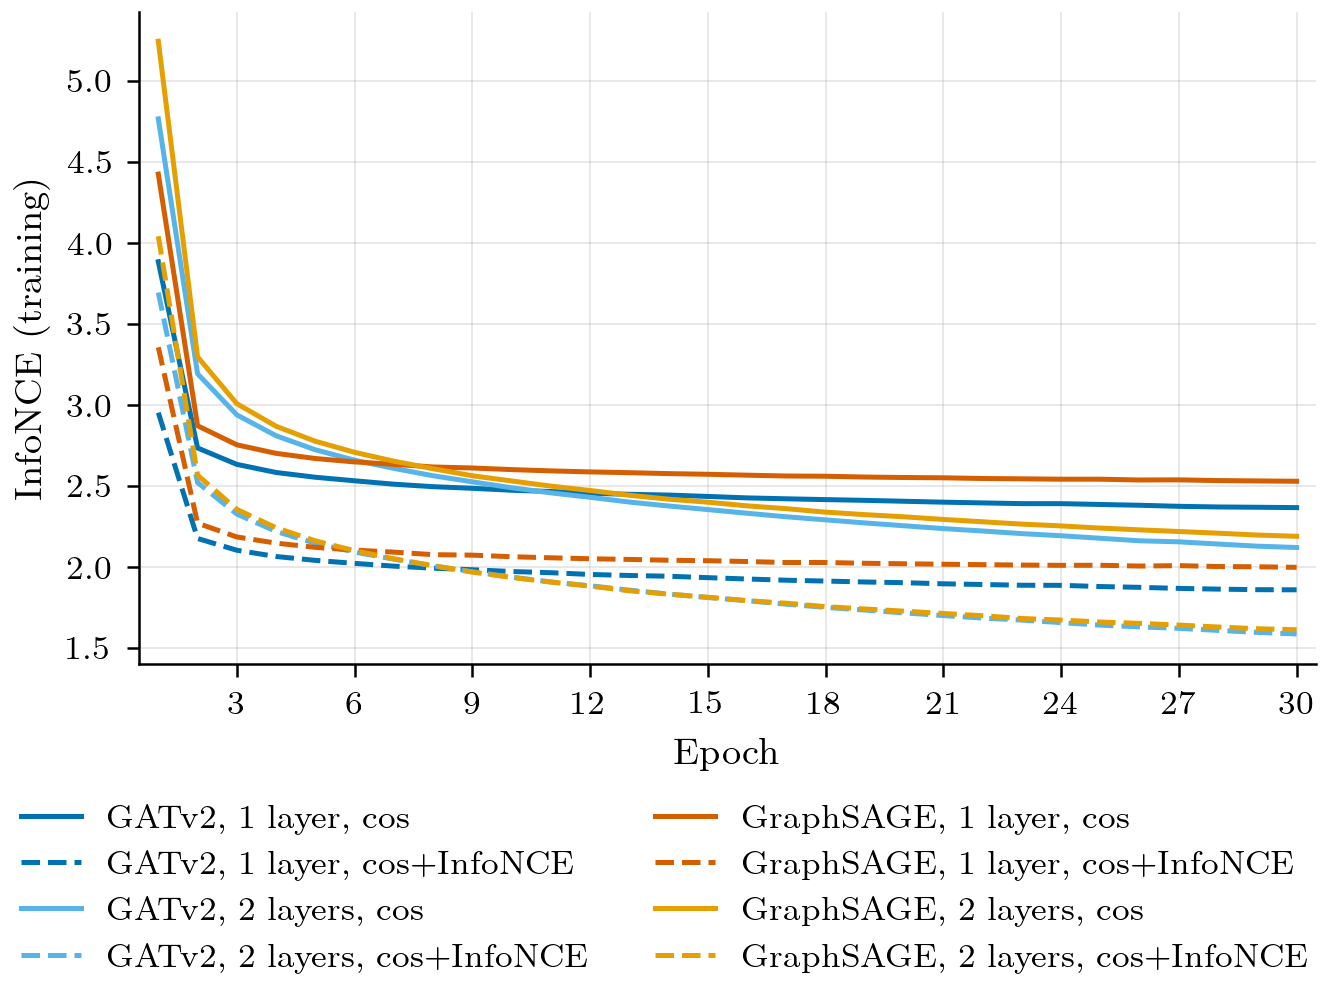 InfoNCE (training)
5.0
4.5
4.0
3.5
3.0
2.5
2.0
1.5
3 6 9 12 15 18 21 24 27 30
Epoch
GATv2, 1 layer, cos
GATv2, 1 layer, cos+InfoNCE
GATv2, 2 layers, cos
GATv2, 2 layers, cos+InfoNCE
GraphSAGE, 1 layer, cos
GraphSAGE, 1 layer, cos+InfoNCE
GraphSAGE, 2 layers, cos
GraphSAGE, 2 layers, cos+InfoNCE